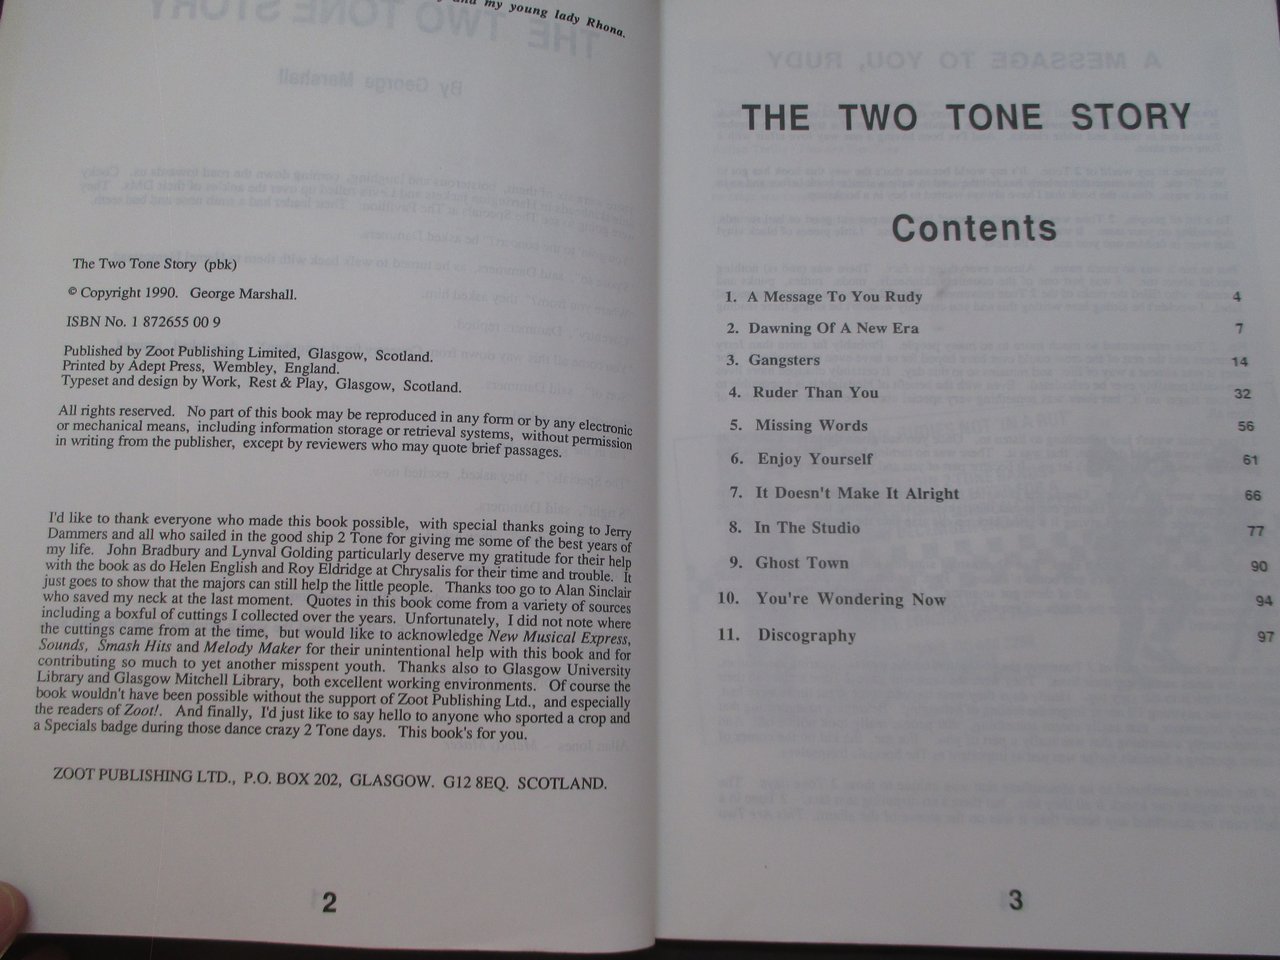 my young lady Rhona.
The Two Tone Story (pbk)
© Copyright 1990. George Marshall.
ISBN No. 1 872655 00 9
Published by Zoot Publishing Limited, Glasgow, Scotland.
Printed by Adept Press, Wembley, England.
Typeset and design by Work, Rest & Play, Glasgow, Scotland.
All rights reserved. No part of this book may be reproduced in any form or by any electronic
or mechanical means, including information storage or retrieval systems, without permission
in writing from the publisher, except by reviewers who may quote brief passages.
I'd like to thank everyone who made this book possible, with special thanks going to Jerry
Dammers and all who sailed in the good ship 2 Tone for giving me some of the best years of
my life. John Bradbury and Lynval Golding particularly deserve my gratitude for their help
with the book as do Helen English and Roy Eldridge at Chrysalis for their time and trouble. It
just goes to show that the majors can still help the little people. Thanks too go to Alan Sinclair
who saved my neck at the last moment. Quotes in this book come from a variety of sources
including a boxful of cuttings I collected over the years. Unfortunately, I did not note where
the cuttings came from at the time, but would like to acknowledge New Musical Express,
Sounds, Smash Hits and Melody Maker for their unintentional help with this book and for
contributing so much to yet another misspent youth. Thanks also to Glasgow University
Library and Glasgow Mitchell Library, both excellent working environments. Of course the
book wouldn't have been possible without the support of Zoot Publishing Ltd., and especially
the readers of Zoot!. And finally, I'd just like to say hello to anyone who sported a crop and
a Specials badge during those dance crazy 2 Tone days. This book's for you.
ZOOT PUBLISHING LTD., P.O. BOX 202, GLASGOW. G12 8EQ. SCOTLAND.
2
THE TWO TONE STORY
Contents
1. A Message To You Rudy 4
2. Dawning Of A New Era 7
3. Gangsters 14
4. Ruder Than You 32
5. Missing Words 56
6. Enjoy Yourself 61
7. It Doesn't Make It Alright 66
8. In The Studio 77
9. Ghost Town 90
10. You're Wondering Now 94
11. Discography 97
3